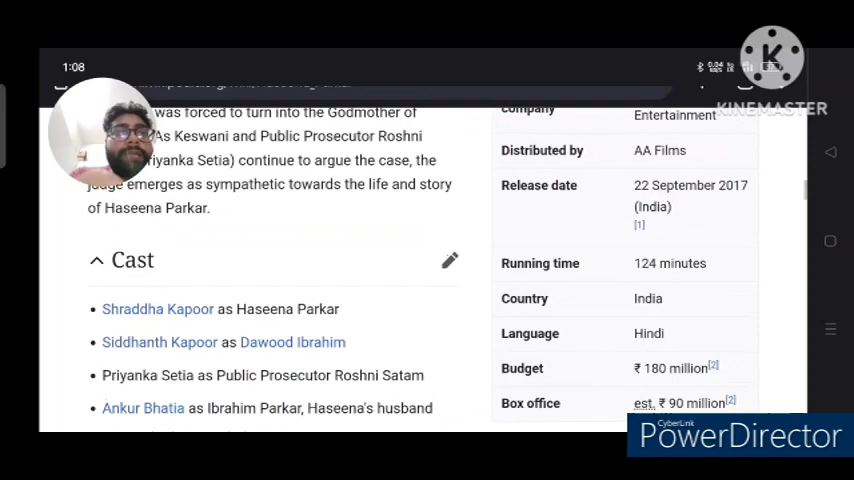 1:08
KINEMASTER
was forced to turn into the Godmother of
As Keswani and Public Prosecutor Roshni
Priyanka Setia) continue to argue the case, the
judge emerges as sympathetic towards the life and story
of Haseena Parkar.
Cast
Shraddha Kapoor as Haseena Parkar
Siddhanth Kapoor as Dawood Ibrahim
Priyanka Setia as Public Prosecutor Roshni Satam
Ankur Bhatia as Ibrahim Parkar, Haseena's husband
company
Entertainment
Distributed by AA Films
Release date 22 September 2017
(India)
[1]
Running time 124 minutes
Country India
Language Hindi
Budget ₹ 180 million[2]
Box office est. ₹ 90 million[2]
CyberLink
PowerDirector